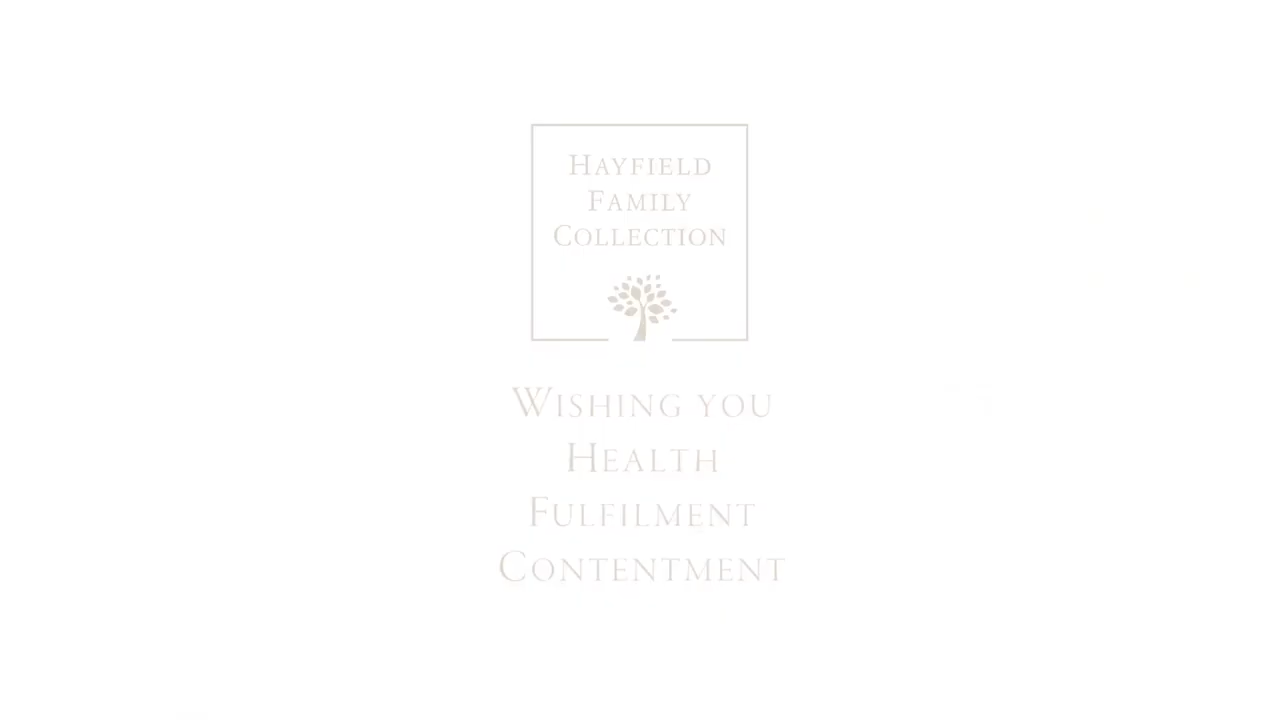 HAYFIELD
FAMILY
COLLECTION
WISHING YOU
HEALTH
FULFILMENT
CONTENTMENT